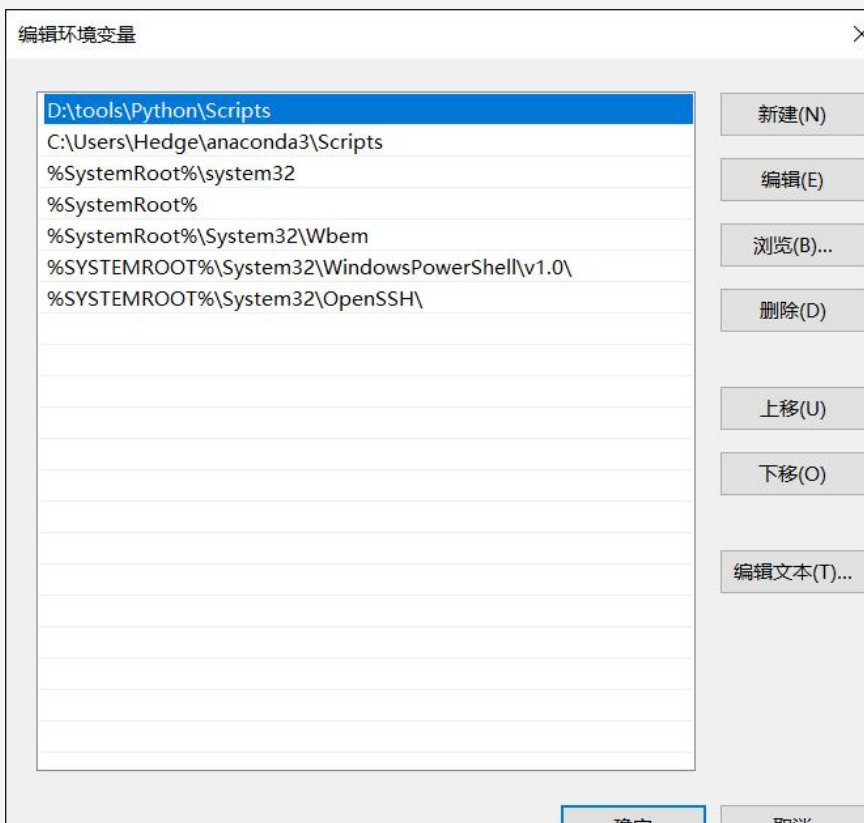 编辑环境变量
D:\tools\Python\Scripts
C:\Users\Hedge\anaconda3\Scripts
%SystemRoot%\system32
%SystemRoot%
%SystemRoot%\System32\Wbem
%SYSTEMROOT%\System32\WindowsPowerShell\v1.0\
%SYSTEMROOT%\System32\OpenSSH\
新建(N)
编辑(E)
浏览(B)...
删除(D)
上移(U)
下移(O)
编辑文本(T)...